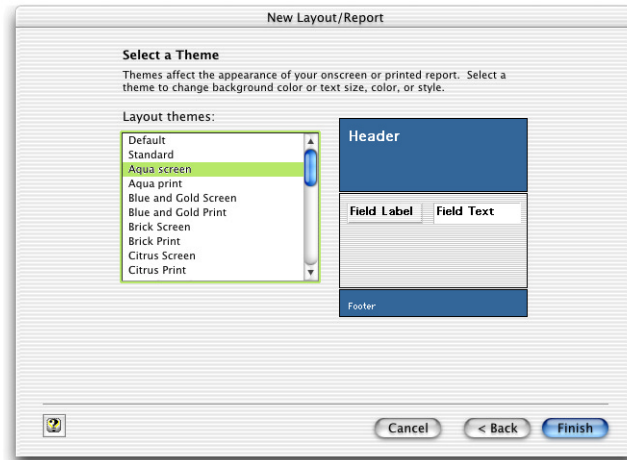 New Layout/Report
Select a Theme
Themes affect the appearance of your onscreen or printed report. Select a
theme to change background color or text size, color, or style.
Layout themes:
Default
Standard
Aqua screen
Aqua print
Blue and Gold Screen
Blue and Gold Print
Brick Screen
Brick Print
Citrus Screen
Citrus Print
Header
Field Label Field Text
Footer
?
Cancel < Back Finish